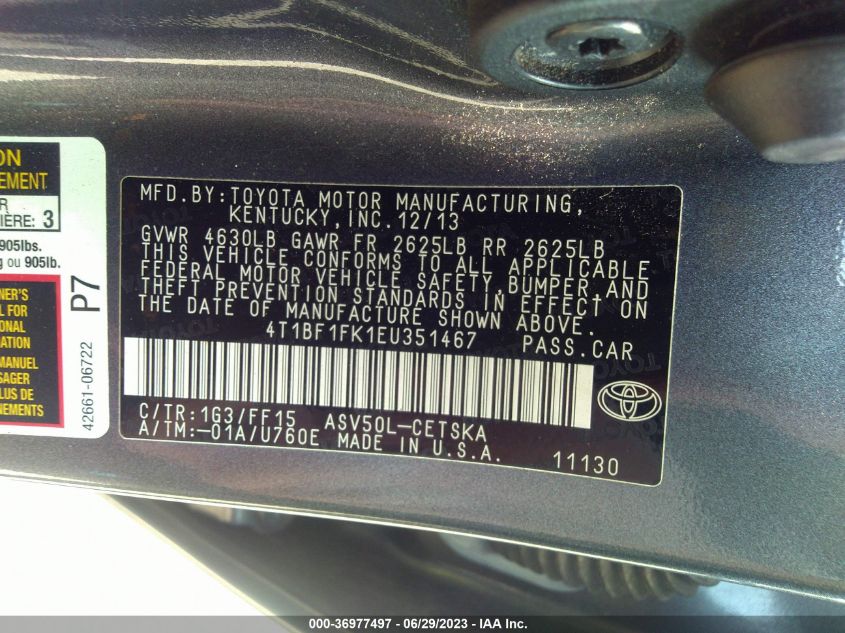 ON
EMENT
R
IÈRE: 3
905lbs.
g ou 905lb.
NER'S
L FOR
ONAL
ATION
MANUEL
SAGER
LUS DE
EMENTS
P7
42661-06722
MFD.BY:TOYOTA MOTOR MANUFACTURING,
KENTUCKY,INC.12/13
GVWR 4630LB GAWR FR 2625LB RR 2625LB
THIS VEHICLE CONFORMS TO ALL APPLICABLE
FEDERAL MOTOR VEHICLE SAFETY,BUMPER,AND
THEFT PREVENTION STANDARDS IN EFFECT ON
THE DATE OF MANUFACTURE SHOWN ABOVE.
4T1BF1FK1EU351467 PASS.CAR
C/TR:1G3/FF15 ASV50L-CETSKA
A/TM:-01A/U760E MADE IN U.S.A. 11130
TOYOTA
000-36977497 - 06/29/2023 - IAA Inc.